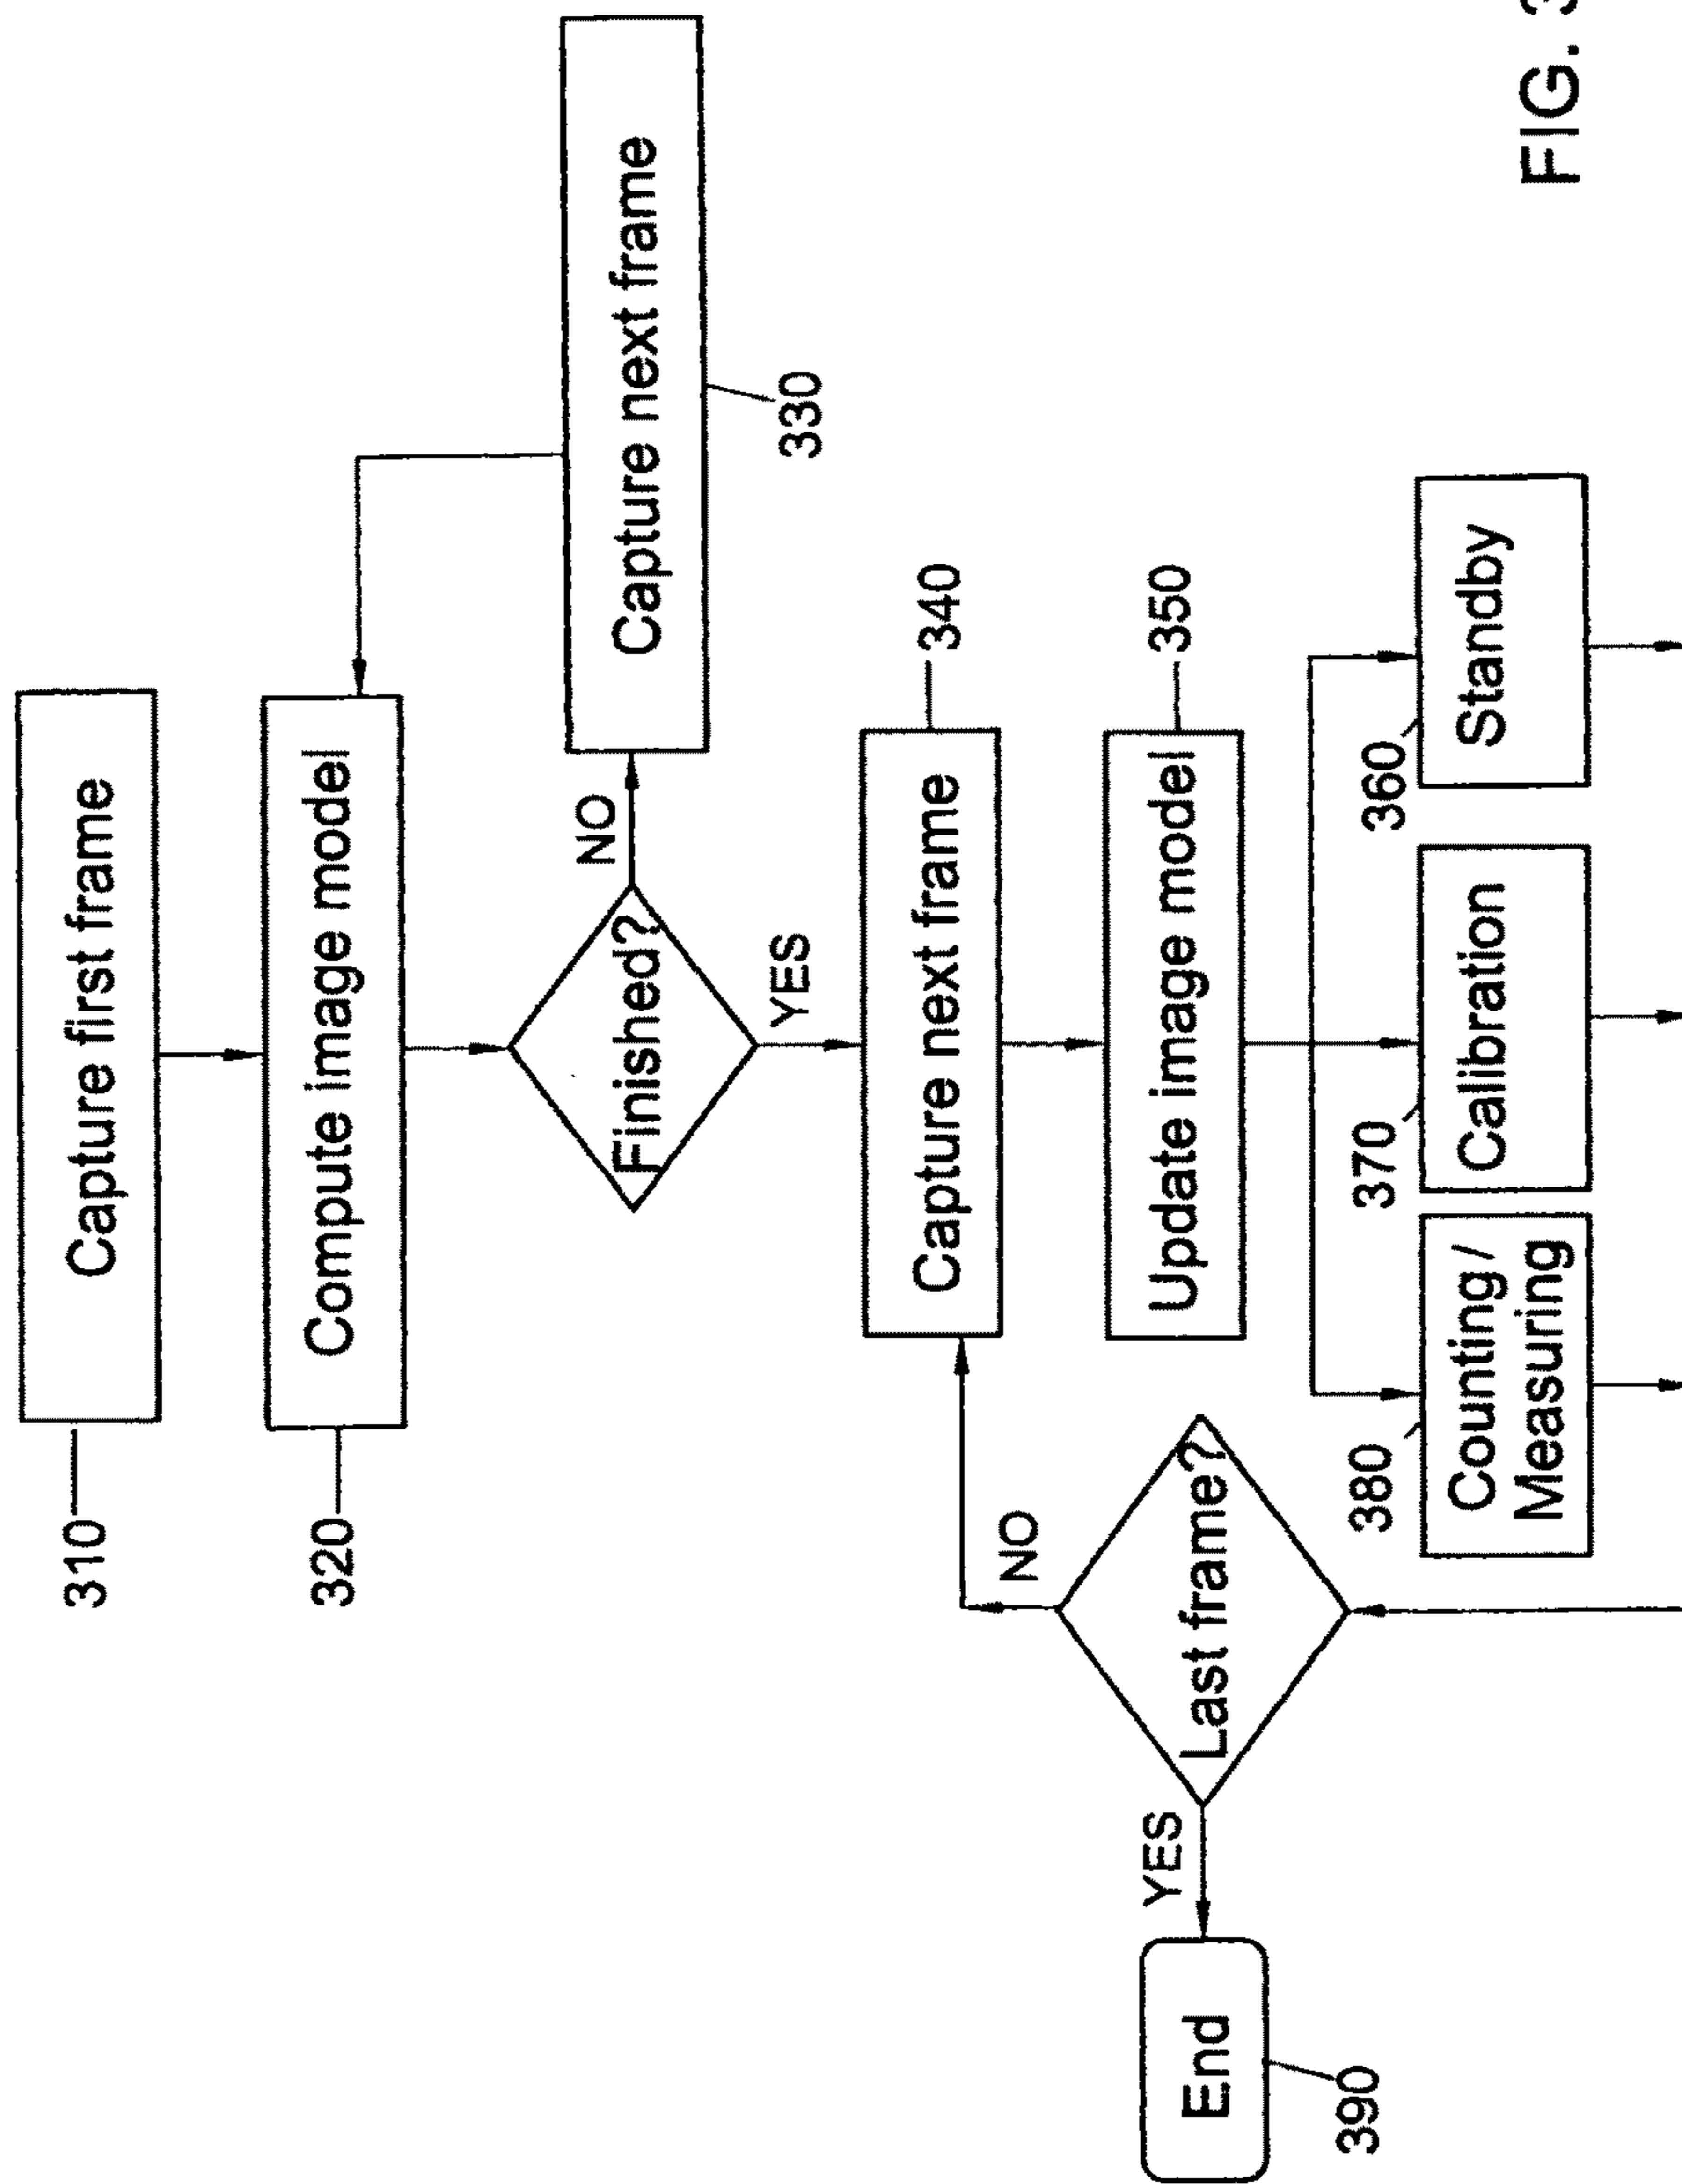 310
Capture first frame
320
Compute image model
Finished?
NO
Capture next frame
330
YES
Capture next frame
340
Update image model
350
380
Counting /
Measuring
370
Calibration
360
Standby
Last frame?
NO
YES
End
390
FIG. 3